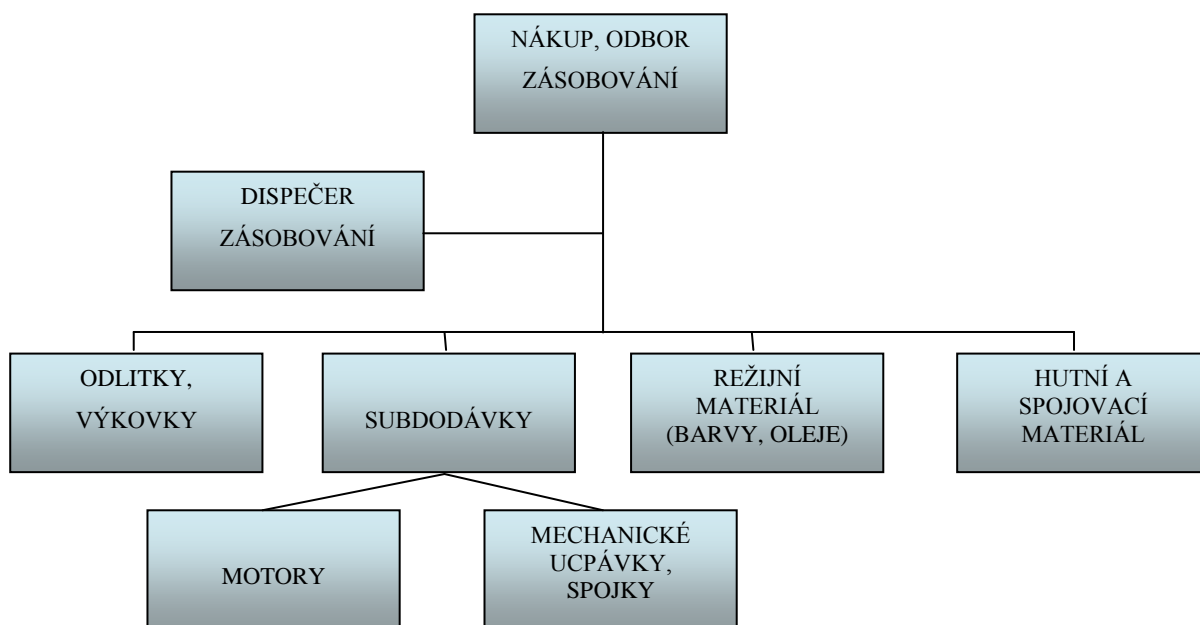 NÁKUP, ODBOR
ZÁSOBOVÁNÍ
DISPEČER
ZÁSOBOVÁNÍ
ODLITKY,
VÝKOVKY
SUBDODÁVKY
REŽIJNÍ
MATERIÁL
(BARVY, OLEJE)
HUTNÍ A
SPOJOVACÍ
MATERIÁL
MOTORY
MECHANICKÉ
UCPÁVKY,
SPOJKY